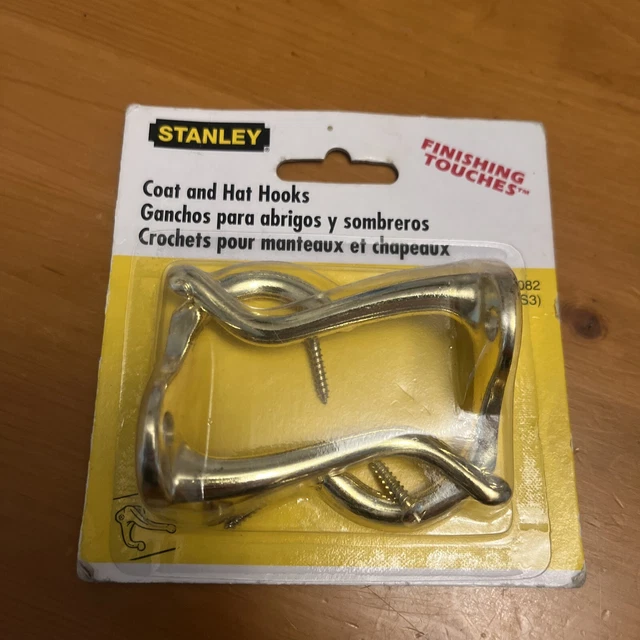 STANLEY
FINISHING
TOUCHES™
Coat and Hat Hooks
Ganchos para abrigos y sombreros
Crochets pour manteaux et chapeaux